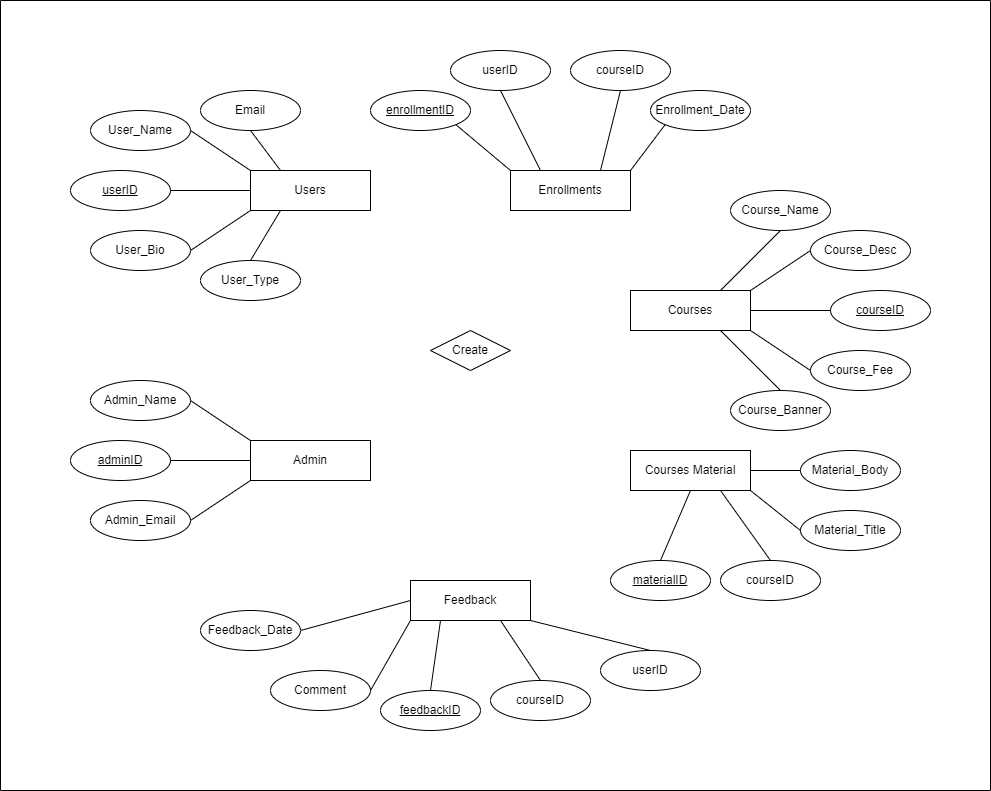 userID
courseID
Email
enrollmentID
Enrollment_Date
User_Name
userID
Users
Enrollments
Course_Name
User_Bio
Course_Desc
User_Type
Courses
courseID
Create
Course_Fee
Admin_Name
Course_Banner
adminID
Admin
Courses Material
Material_Body
Admin_Email
Material_Title
materialID
courseID
Feedback
Feedback_Date
userID
Comment
feedbackID
courseID